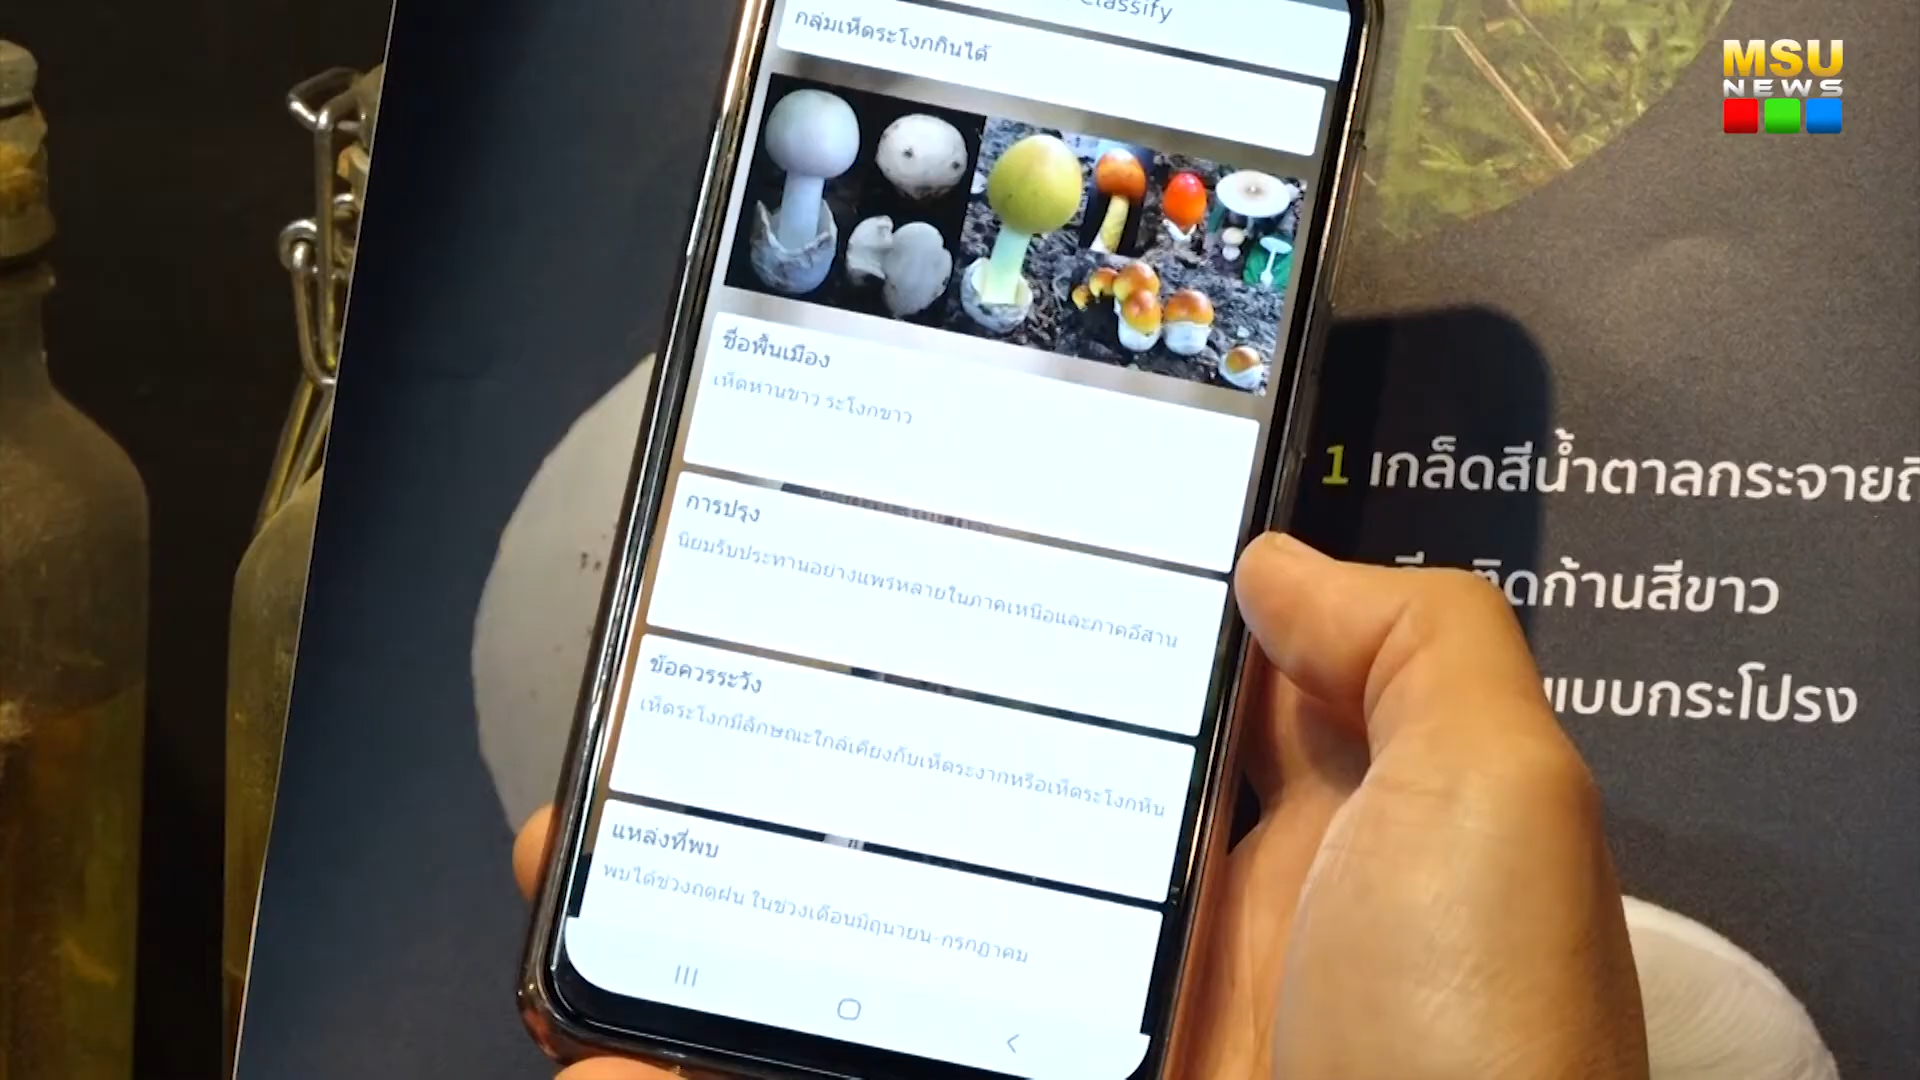 Classify
กลุ่มเห็ดระโงกกินได้
MSU
NEWS
ชื่อพื้นเมือง
เห็ดหานขาว ระโงกขาว
การปรุง
นิยมรับประทานอย่างแพร่หลายในภาคเหนือและภาคอีสาน
ข้อควรระวัง
เห็ดระโงกมีลักษณะใกล้เคียงกับเห็ดระงากหรือเห็ดระโงกหิน
แหล่งที่พบ
พบได้ช่วงฤดูฝน ในช่วงเดือนมิถุนายน-กรกฎาคม
1 เกล็ดสีน้ำตาลกระจาย
ติดก้านสีขาว
แบบกระโปรง